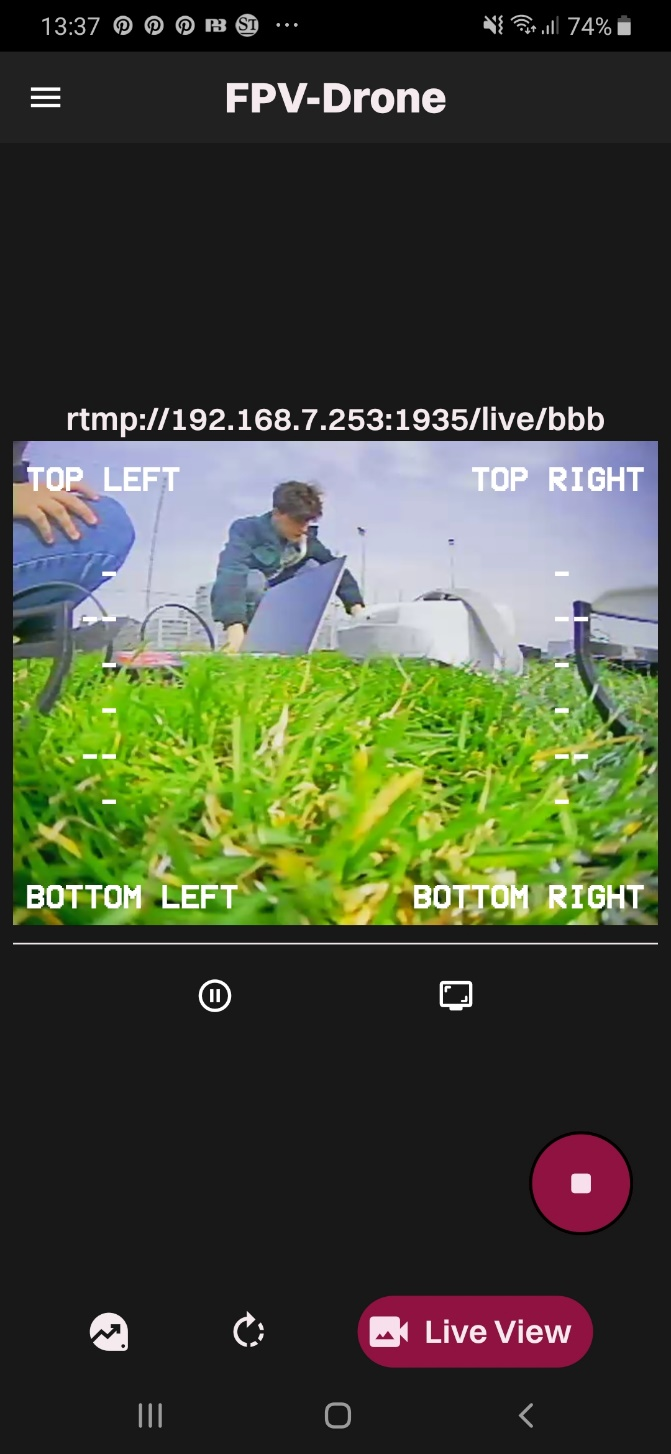 13:37 74%
FPV-Drone
rtmp://192.168.7.253:1935/live/bbb
TOP LEFT TOP RIGHT
BOTTOM LEFT BOTTOM RIGHT
Live View